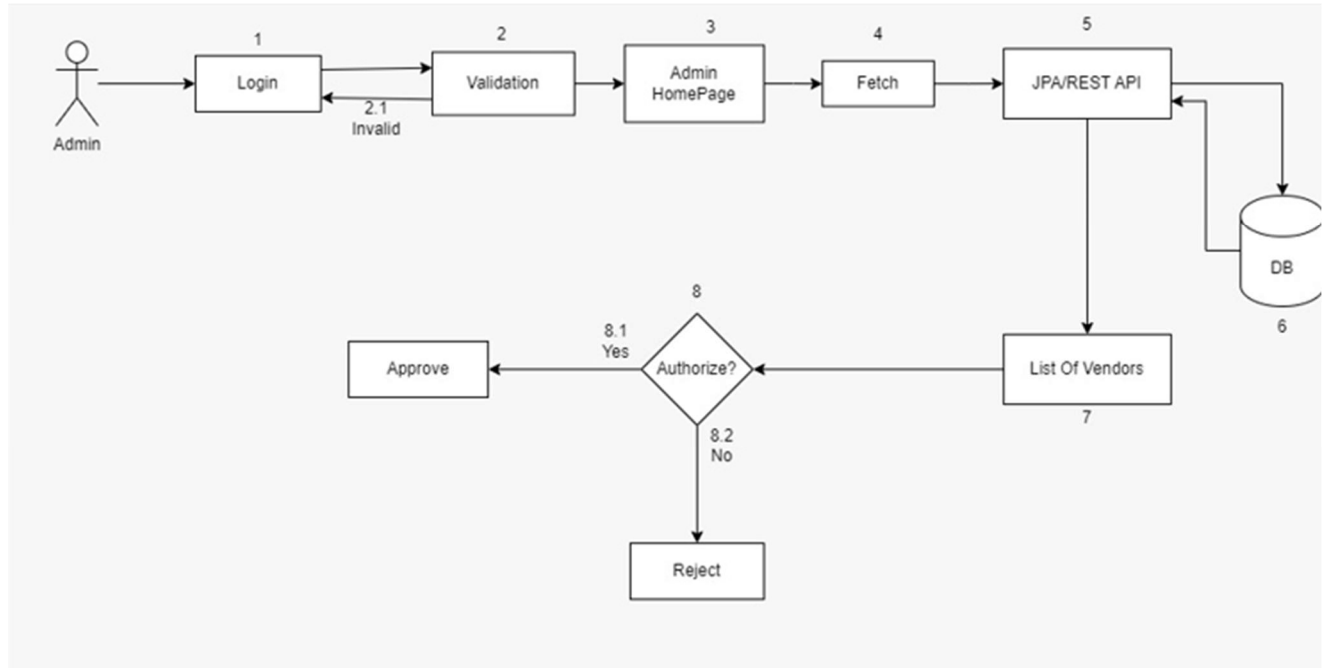 1
2
3
4
5
Login
Validation
Admin
HomePage
Fetch
JPA/REST API
2.1
Invalid
Admin
DB
6
8
8.1
Yes
Approve
Authorize?
List Of Vendors
7
8.2
No
Reject